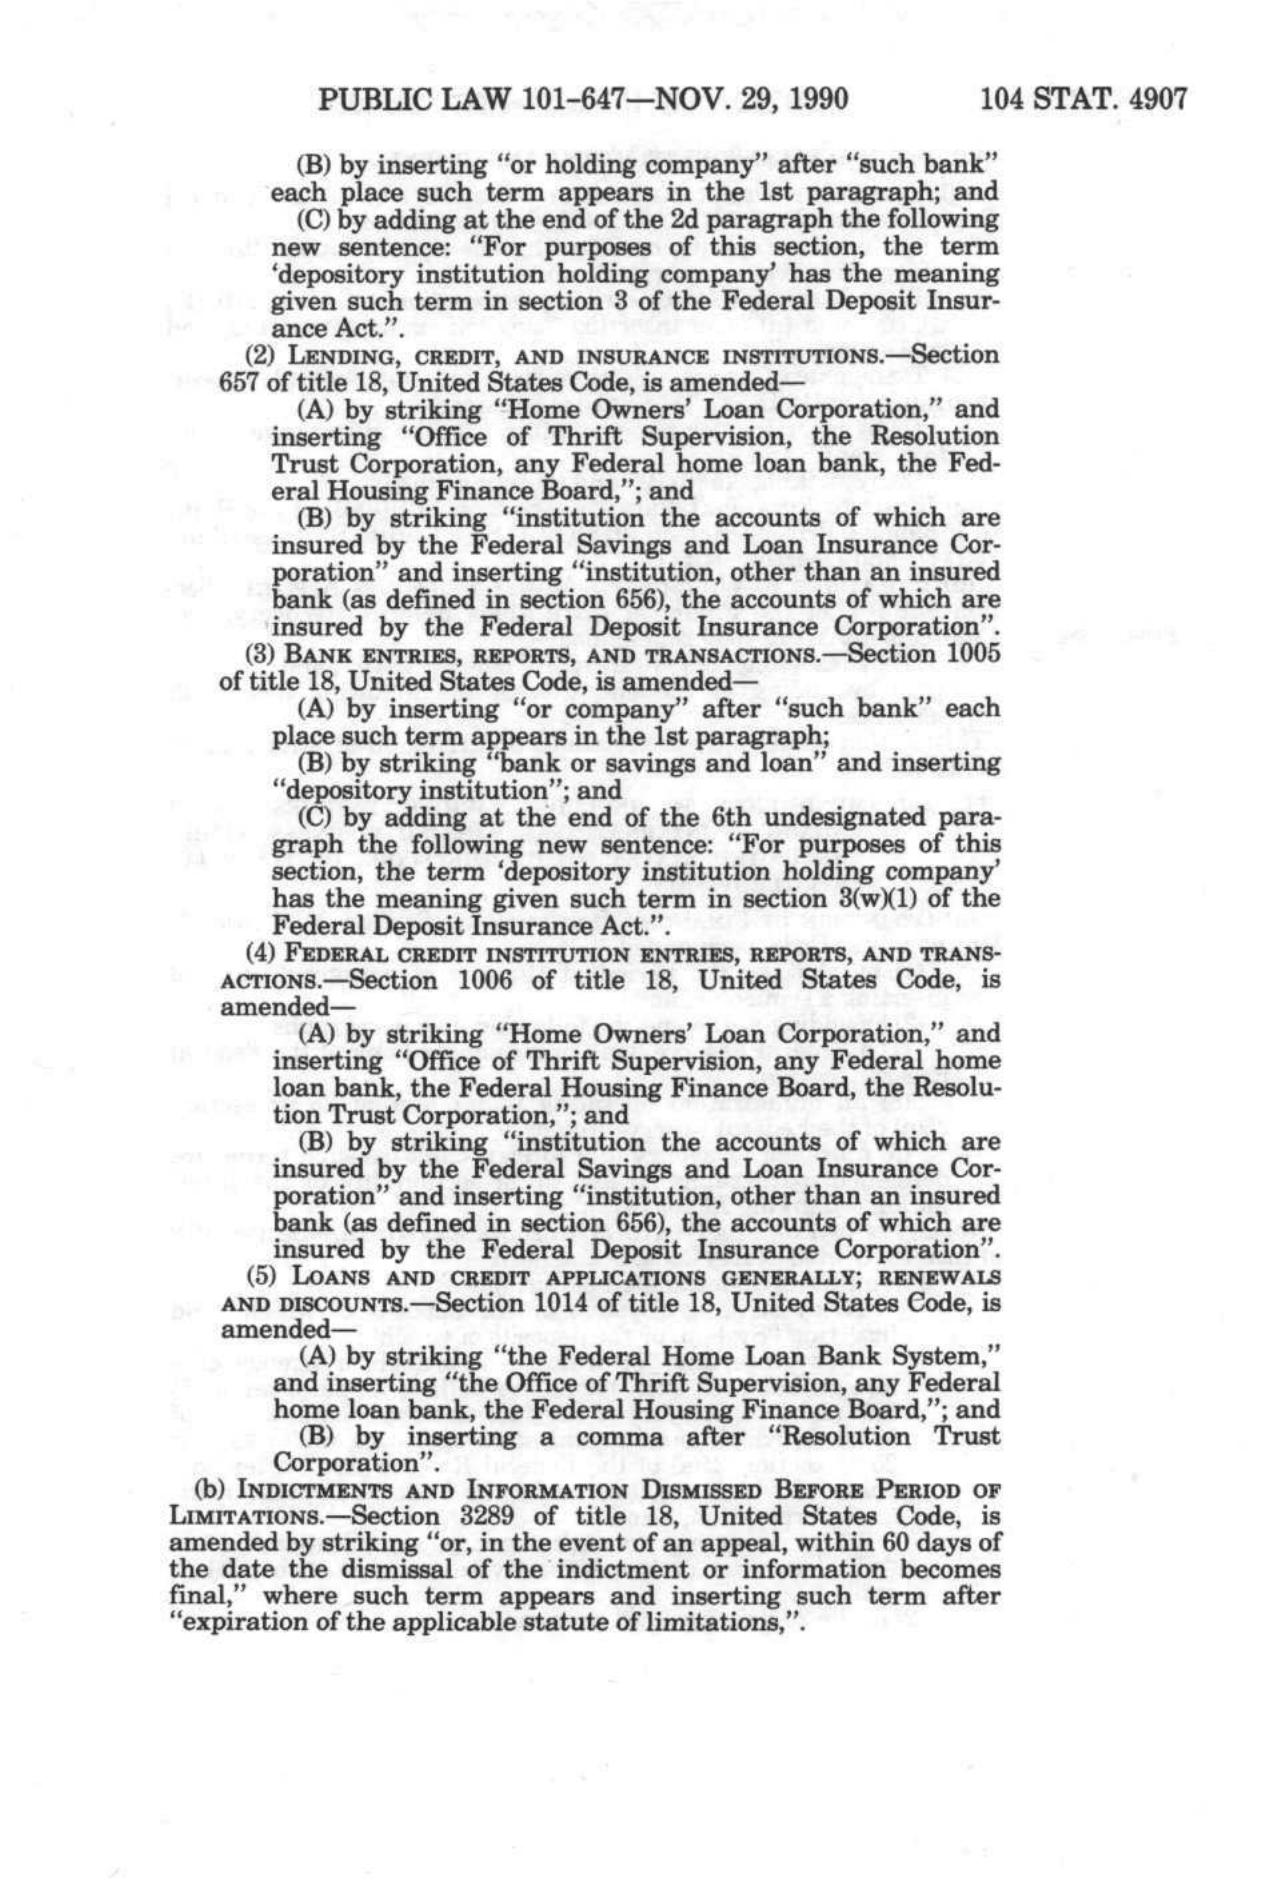 PUBLIC LAW 101–647—NOV. 29, 1990 104 STAT. 4907
(B) by inserting “or holding company” after “such bank”
each place such term appears in the 1st paragraph; and
(C) by adding at the end of the 2d paragraph the following
new sentence: “For purposes of this section, the term
‘depository institution holding company’ has the meaning
given such term in section 3 of the Federal Deposit Insur-
ance Act.”.
(2) LENDING, CREDIT, AND INSURANCE INSTITUTIONS.—Section
657 of title 18, United States Code, is amended—
(A) by striking “Home Owners’ Loan Corporation,” and
inserting “Office of Thrift Supervision, the Resolution
Trust Corporation, any Federal home loan bank, the Fed-
eral Housing Finance Board,”; and
(B) by striking “institution the accounts of which are
insured by the Federal Savings and Loan Insurance Cor-
poration” and inserting “institution, other than an insured
bank (as defined in section 656), the accounts of which are
insured by the Federal Deposit Insurance Corporation”.
(3) BANK ENTRIES, REPORTS, AND TRANSACTIONS.—Section 1005
of title 18, United States Code, is amended—
(A) by inserting “or company” after “such bank” each
place such term appears in the 1st paragraph;
(B) by striking “bank or savings and loan” and inserting
“depository institution”; and
(C) by adding at the end of the 6th undesignated para-
graph the following new sentence: “For purposes of this
section, the term ‘depository institution holding company’
has the meaning given such term in section 3(w)(1) of the
Federal Deposit Insurance Act.”.
(4) FEDERAL CREDIT INSTITUTION ENTRIES, REPORTS, AND TRANS-
ACTIONS.—Section 1006 of title 18, United States Code, is
amended—
(A) by striking “Home Owners’ Loan Corporation,” and
inserting “Office of Thrift Supervision, any Federal home
loan bank, the Federal Housing Finance Board, the Resolu-
tion Trust Corporation,”; and
(B) by striking “institution the accounts of which are
insured by the Federal Savings and Loan Insurance Cor-
poration” and inserting “institution, other than an insured
bank (as defined in section 656), the accounts of which are
insured by the Federal Deposit Insurance Corporation”.
(5) LOANS AND CREDIT APPLICATIONS GENERALLY; RENEWALS
AND DISCOUNTS.—Section 1014 of title 18, United States Code, is
amended—
(A) by striking “the Federal Home Loan Bank System,”
and inserting “the Office of Thrift Supervision, any Federal
home loan bank, the Federal Housing Finance Board,”; and
(B) by inserting a comma after “Resolution Trust
Corporation”.
(b) INDICTMENTS AND INFORMATION DISMISSED BEFORE PERIOD OF
LIMITATIONS.—Section 3289 of title 18, United States Code, is
amended by striking “or, in the event of an appeal, within 60 days of
the date the dismissal of the indictment or information becomes
final,” where such term appears and inserting such term after
“expiration of the applicable statute of limitations,”.